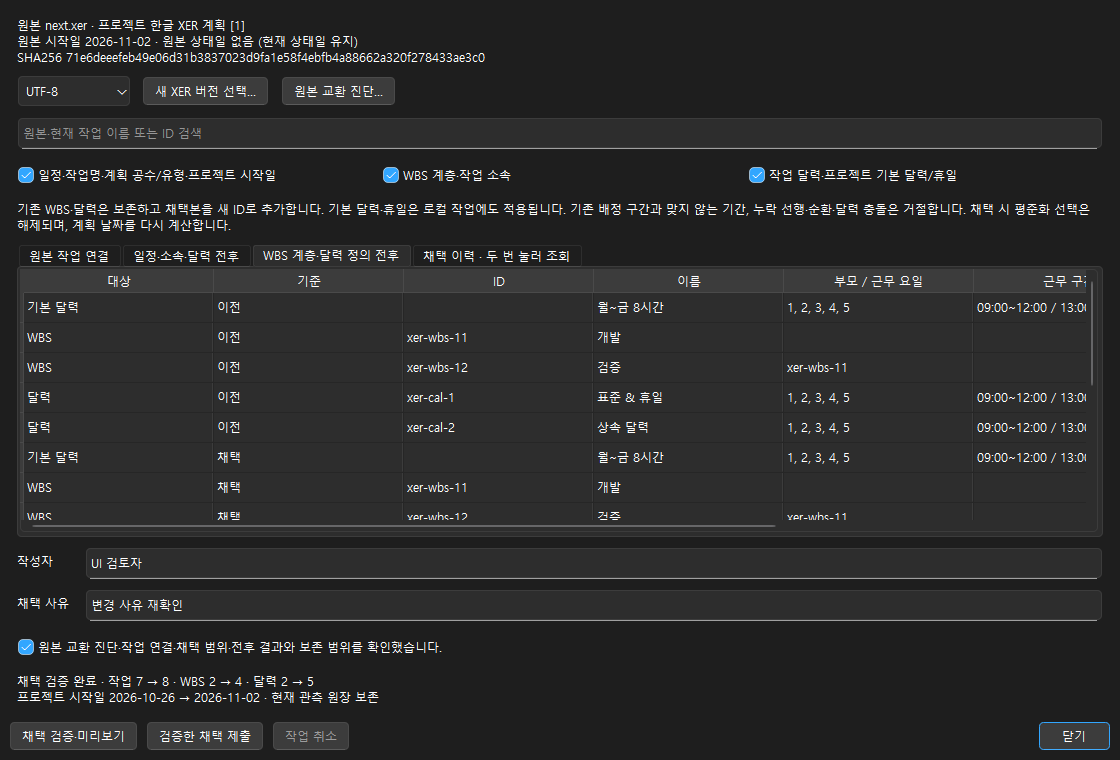 원본 next.xer · 프로젝트 한글 XER 계획 [1]
원본 시작일 2026-11-02 · 원본 상태일 없음 (현재 상태일 유지)
SHA256 71e6deeefeb49e06d31b3837023d9fa1e58f4ebfb4a88662a320f278433ae3c0
UTF-8 새 XER 버전 선택... 원본 교환 진단...
원본·현재 작업 이름 또는 ID 검색
일정·작업명·계획 공수/유형·프로젝트 시작일 WBS 계층·작업 소속 작업 달력·프로젝트 기본 달력/휴일
기존 WBS·달력은 보존하고 채택본을 새 ID로 추가합니다. 기본 달력·휴일은 로컬 작업에도 적용됩니다. 기존 배정 구간과 맞지 않는 기간, 누락 선행·순환·달력 충돌은 거절합니다. 채택 시 평준화 선택은
해제되며, 계획 날짜를 다시 계산합니다.
원본 작업 연결 일정·소속·달력 전후 WBS 계층·달력 정의 전후 채택 이력 · 두 번 눌러 조회
대상 기준 ID 이름 부모 / 근무 요일 근무 구간
기본 달력 이전 월~금 8시간 1, 2, 3, 4, 5 09:00~12:00 / 13:00
WBS 이전 xer-wbs-11 개발
WBS 이전 xer-wbs-12 검증 xer-wbs-11
달력 이전 xer-cal-1 표준 & 휴일 1, 2, 3, 4, 5 09:00~12:00 / 13:00
달력 이전 xer-cal-2 상속 달력 1, 2, 3, 4, 5 09:00~12:00 / 13:00
기본 달력 채택 월~금 8시간 1, 2, 3, 4, 5 09:00~12:00 / 13:00
WBS 채택 xer-wbs-11 개발
WBS 채택 xer-wbs-12 검증 xer-wbs-11
작성자 UI 검토자
채택 사유 변경 사유 재확인
원본 교환 진단·작업 연결·채택 범위·전후 결과와 보존 범위를 확인했습니다.
채택 검증 완료 · 작업 7 → 8 · WBS 2 → 4 · 달력 2 → 5
프로젝트 시작일 2026-10-26 → 2026-11-02 · 현재 관측 원장 보존
채택 검증·미리보기 검증한 채택 제출 작업 취소 닫기